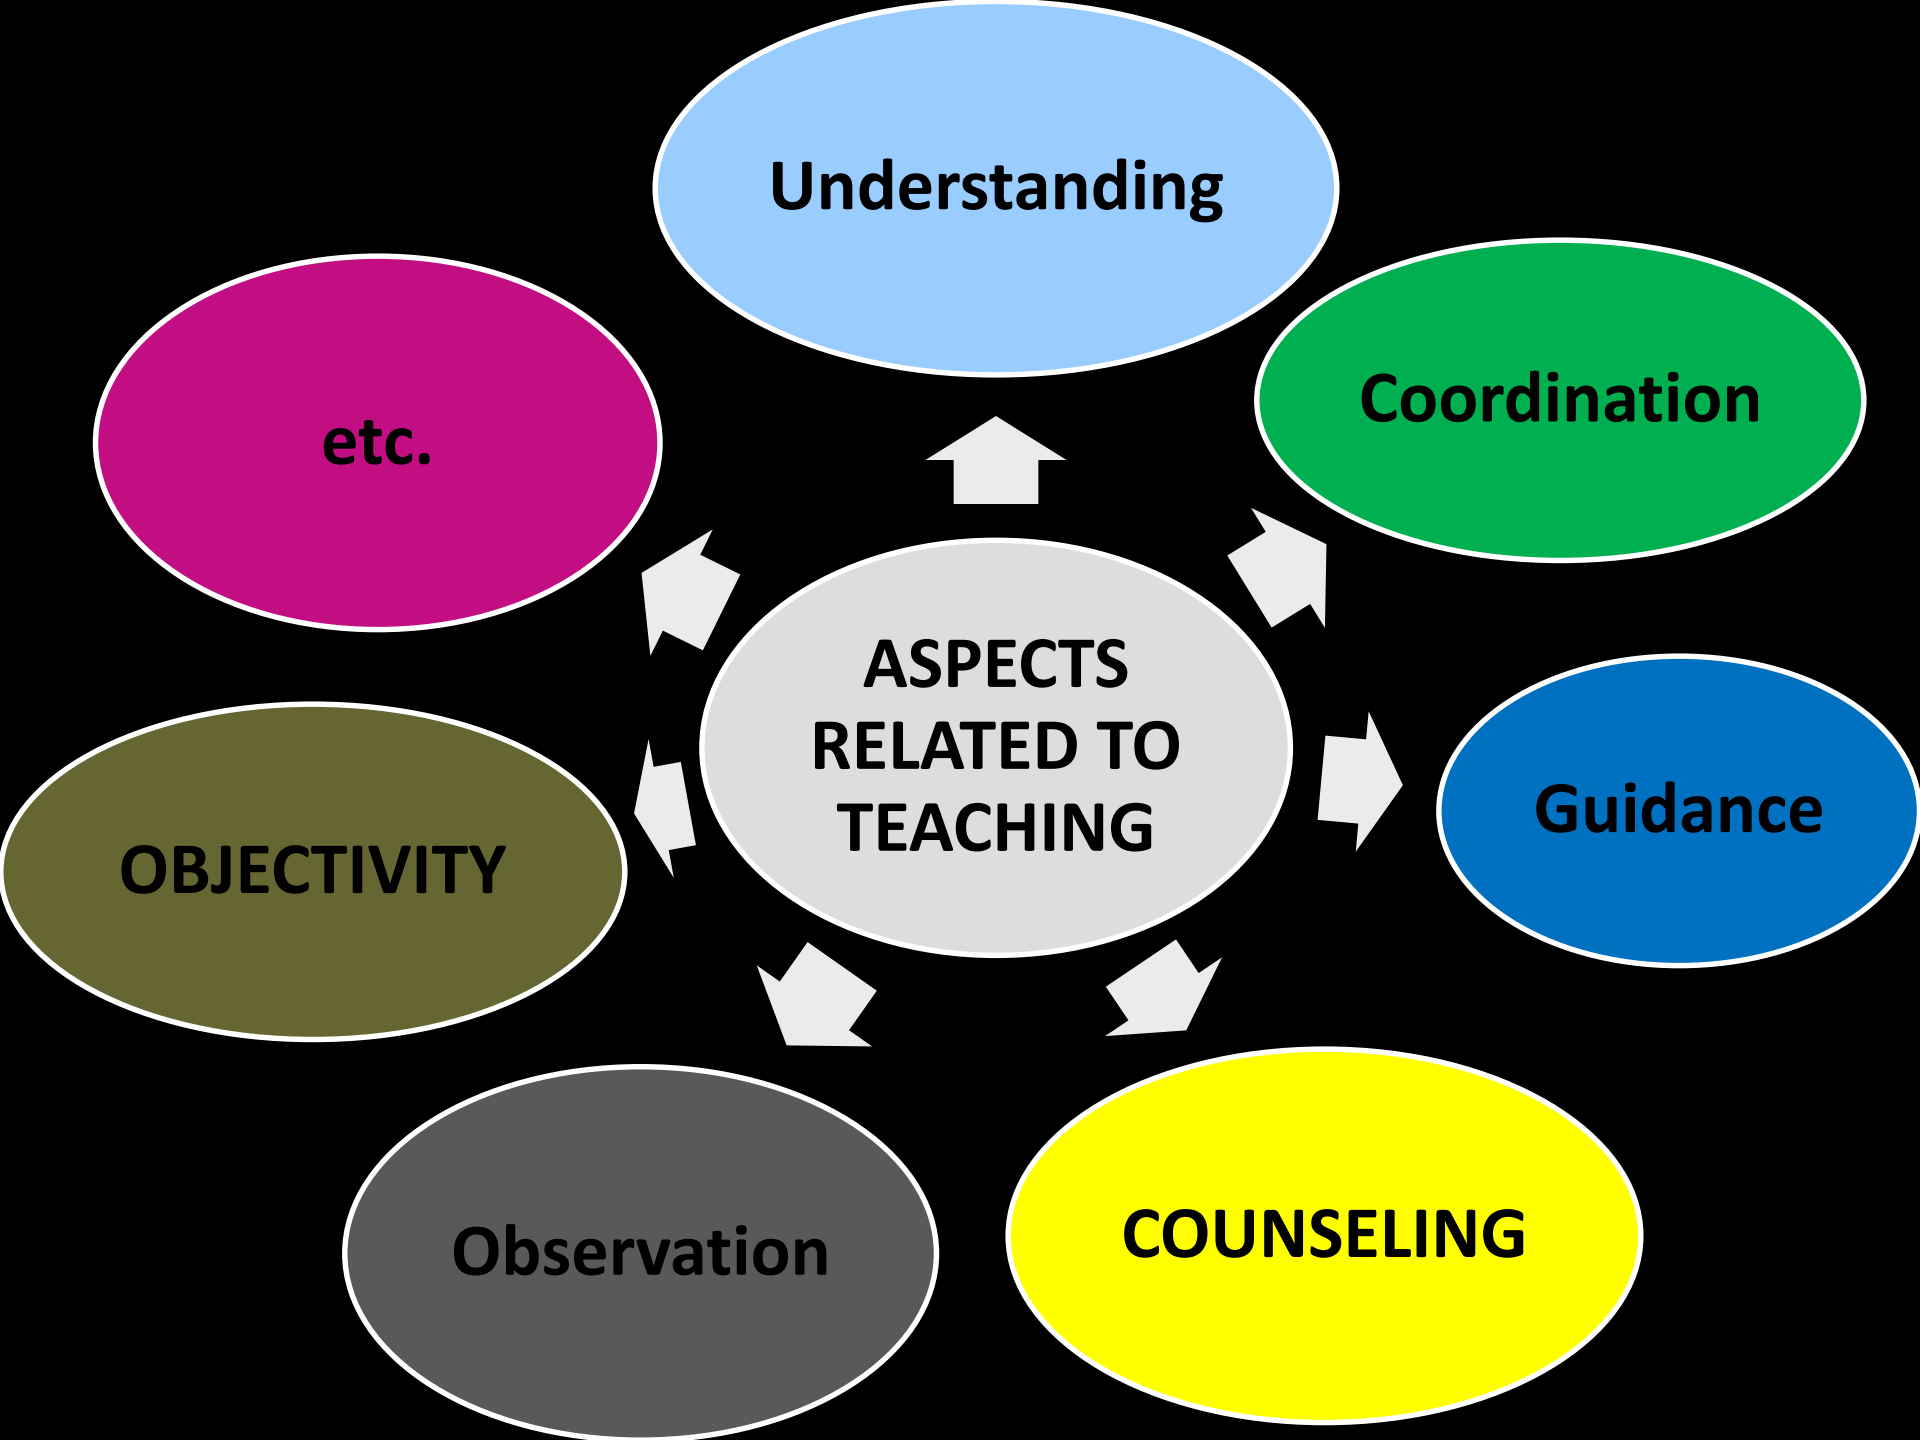 Understanding
Coordination
etc.
ASPECTS
RELATED TO
TEACHING
Guidance
OBJECTIVITY
COUNSELING
Observation